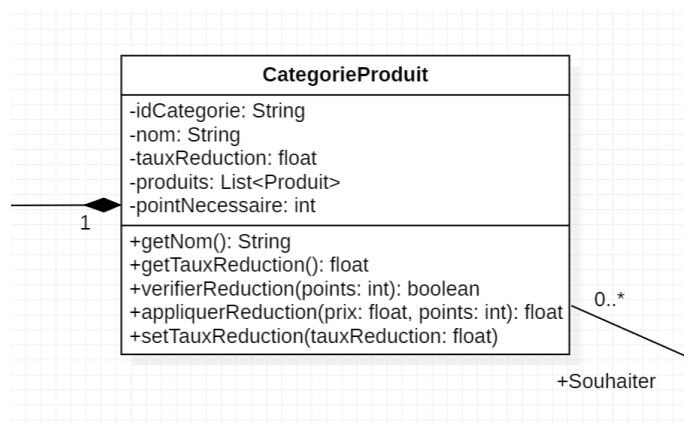 CategorieProduit
-idCategorie: String
-nom: String
-tauxReduction: float
-produits: List<Produit>
-pointNecessaire: int
1
+getNom(): String
+getTauxReduction(): float
+verifierReduction(points: int): boolean
+appliquerReduction(prix: float, points: int): float
+setTauxReduction(tauxReduction: float)
0..*
+Souhaiter